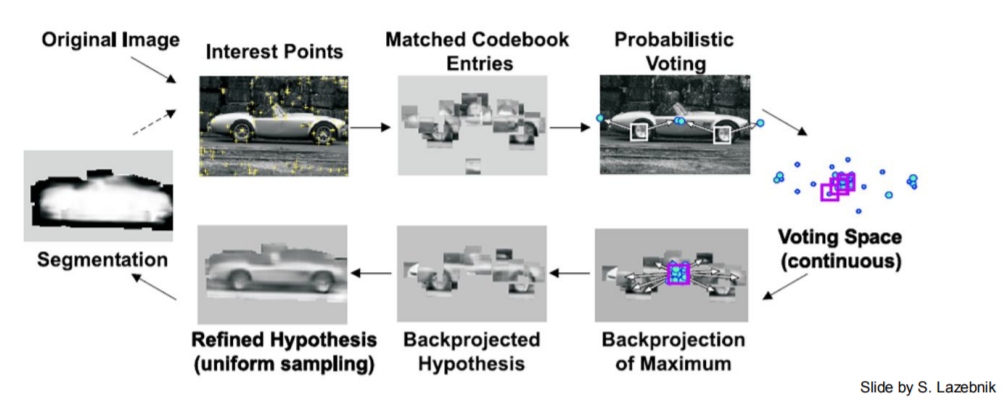 Original Image
Interest Points
Matched Codebook
Entries
Probabilistic
Voting
Voting Space
(continuous)
Segmentation
Refined Hypothesis
(uniform sampling)
Backprojected
Hypothesis
Backprojection
of Maximum
Slide by S. Lazebnik